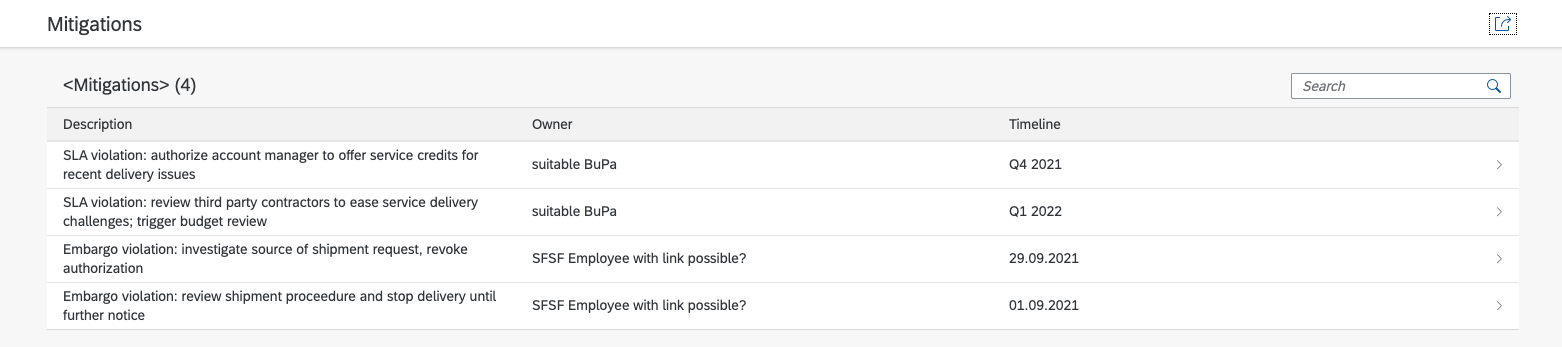 Mitigations
<Mitigations> (4)
Search
Description Owner Timeline
SLA violation: authorize account manager to offer service credits for
recent delivery issues
suitable BuPa
Q4 2021
SLA violation: review third party contractors to ease service delivery
challenges; trigger budget review
suitable BuPa
Q1 2022
Embargo violation: investigate source of shipment request, revoke
authorization
SFSF Employee with link possible?
29.09.2021
Embargo violation: review shipment proceedure and stop delivery until
further notice
SFSF Employee with link possible?
01.09.2021